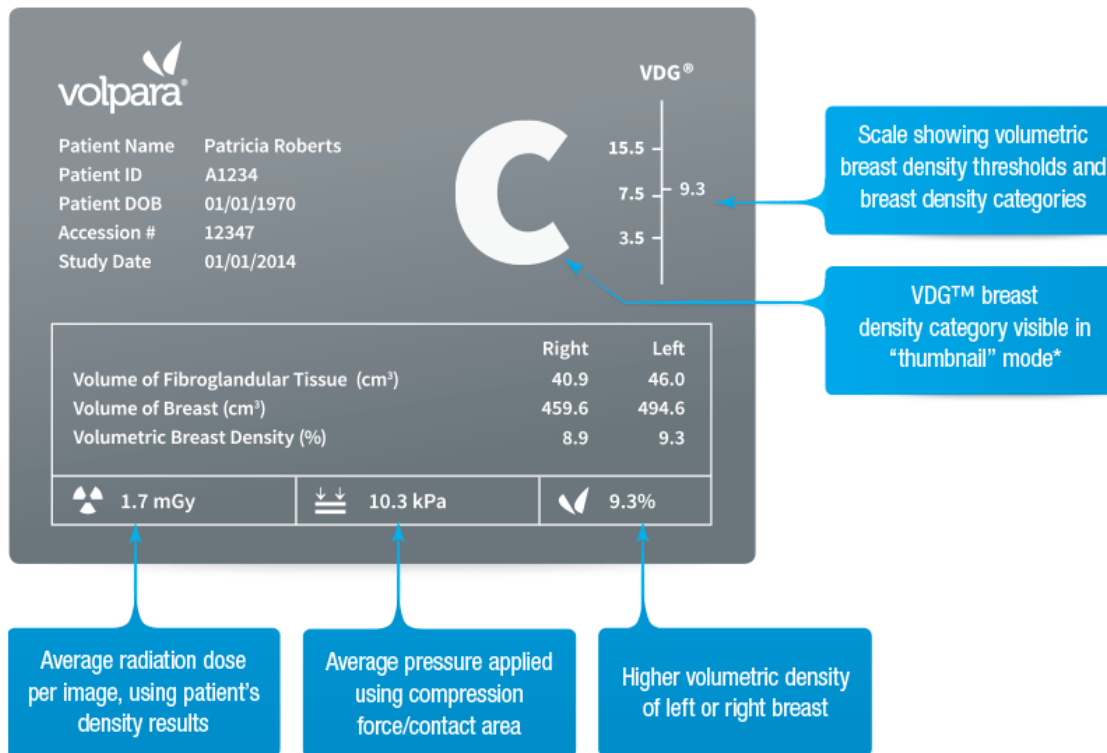 volpara®
VDG®
Patient Name Patricia Roberts
Patient ID A1234
Patient DOB 01/01/1970
Accession # 12347
Study Date 01/01/2014
C
15.5
7.5
9.3
3.5
Scale showing volumetric
breast density thresholds and
breast density categories
VDG™ breast
density category visible in
“thumbnail” mode*
Right Left
Volume of Fibroglandular Tissue (cm³) 40.9 46.0
Volume of Breast (cm³) 459.6 494.6
Volumetric Breast Density (%) 8.9 9.3
1.7 mGy
10.3 kPa
9.3%
Average radiation dose
per image, using patient’s
density results
Average pressure applied
using compression
force/contact area
Higher volumetric density
of left or right breast